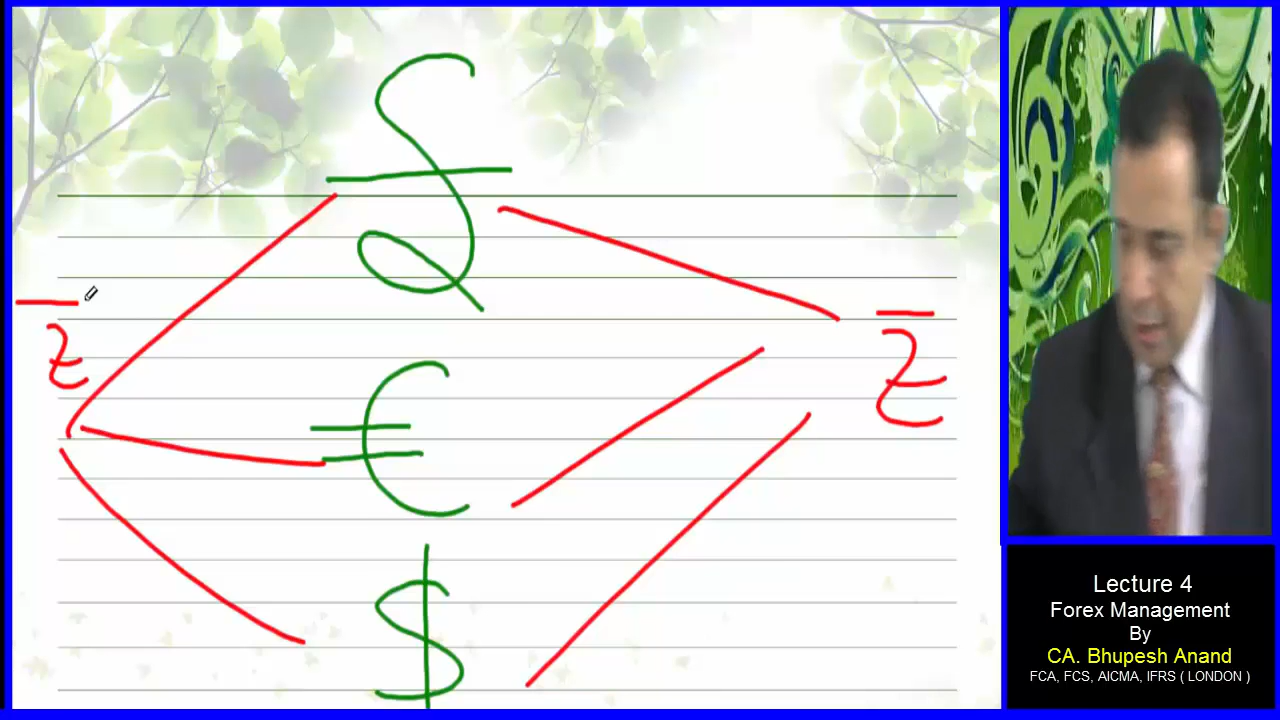 £
€
$
Lecture 4
Forex Management
By
CA. Bhupesh Anand
FCA, FCS, AICMA, IFRS ( LONDON )